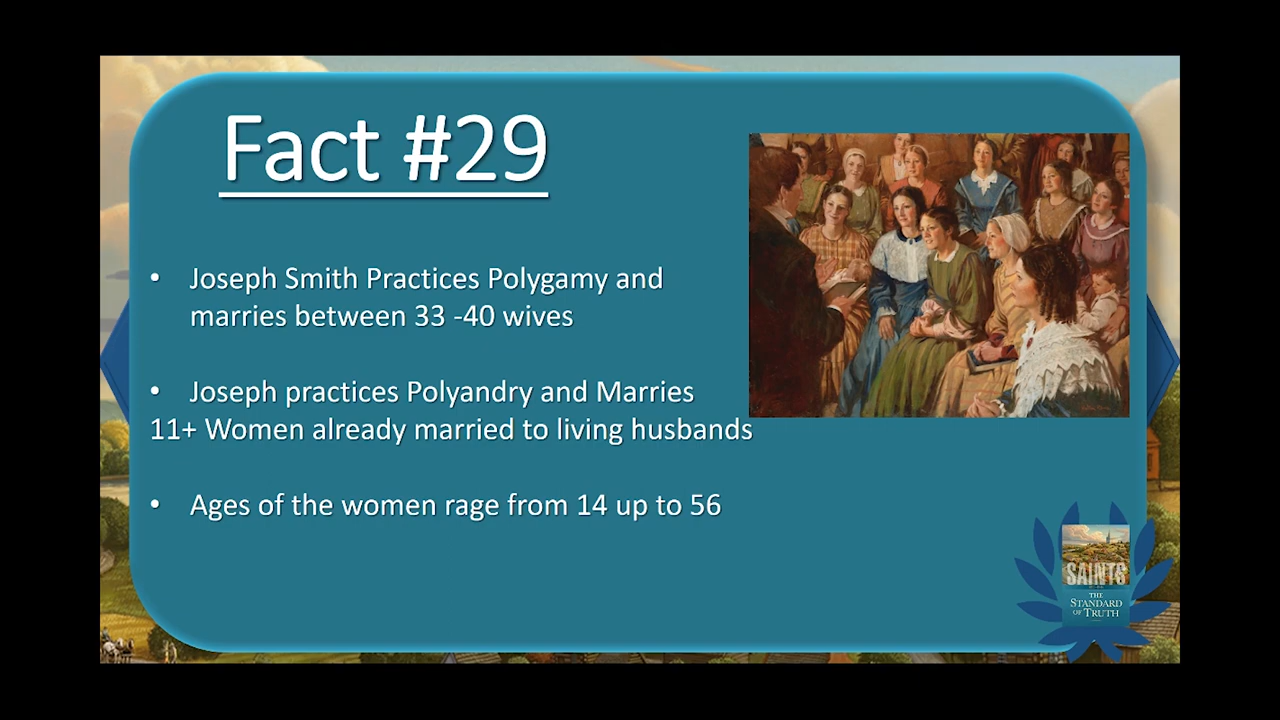 Fact #29
• Joseph Smith Practices Polygamy and
marries between 33 -40 wives
• Joseph practices Polyandry and Marries
11+ Women already married to living husbands
• Ages of the women rage from 14 up to 56
SAINTS
THE
STANDARD
OF TRUTH